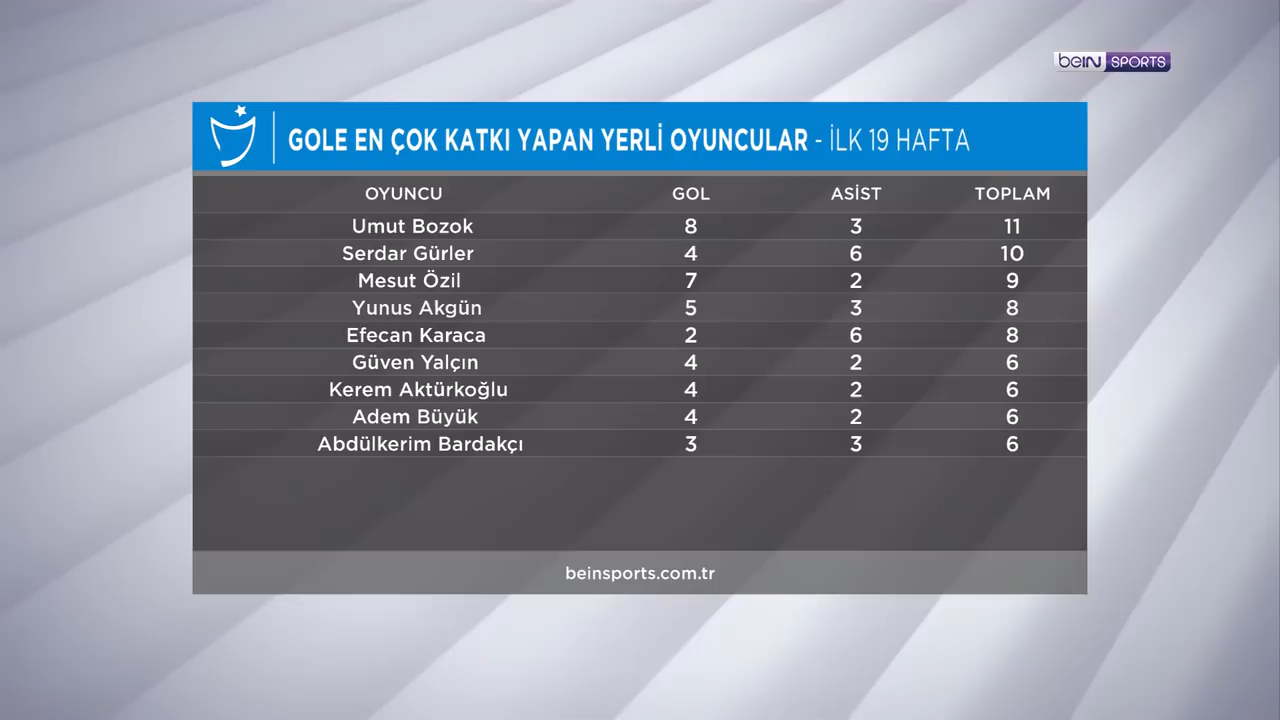 beIN SPORTS
GOLE EN ÇOK KATKI YAPAN YERLİ OYUNCULAR - İLK 19 HAFTA
OYUNCU GOL ASİST TOPLAM
Umut Bozok 8 3 11
Serdar Gürler 4 6 10
Mesut Özil 7 2 9
Yunus Akgün 5 3 8
Efecan Karaca 2 6 8
Güven Yalçın 4 2 6
Kerem Aktürkoğlu 4 2 6
Adem Büyük 4 2 6
Abdülkerim Bardakçı 3 3 6
beinsports.com.tr